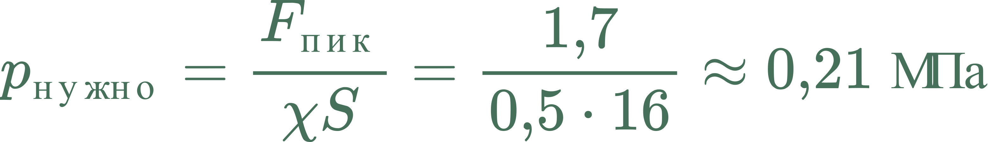 p_нужно = F_пик / χS = 1,7 / 0,5 · 16 ≈ 0,21 МПа